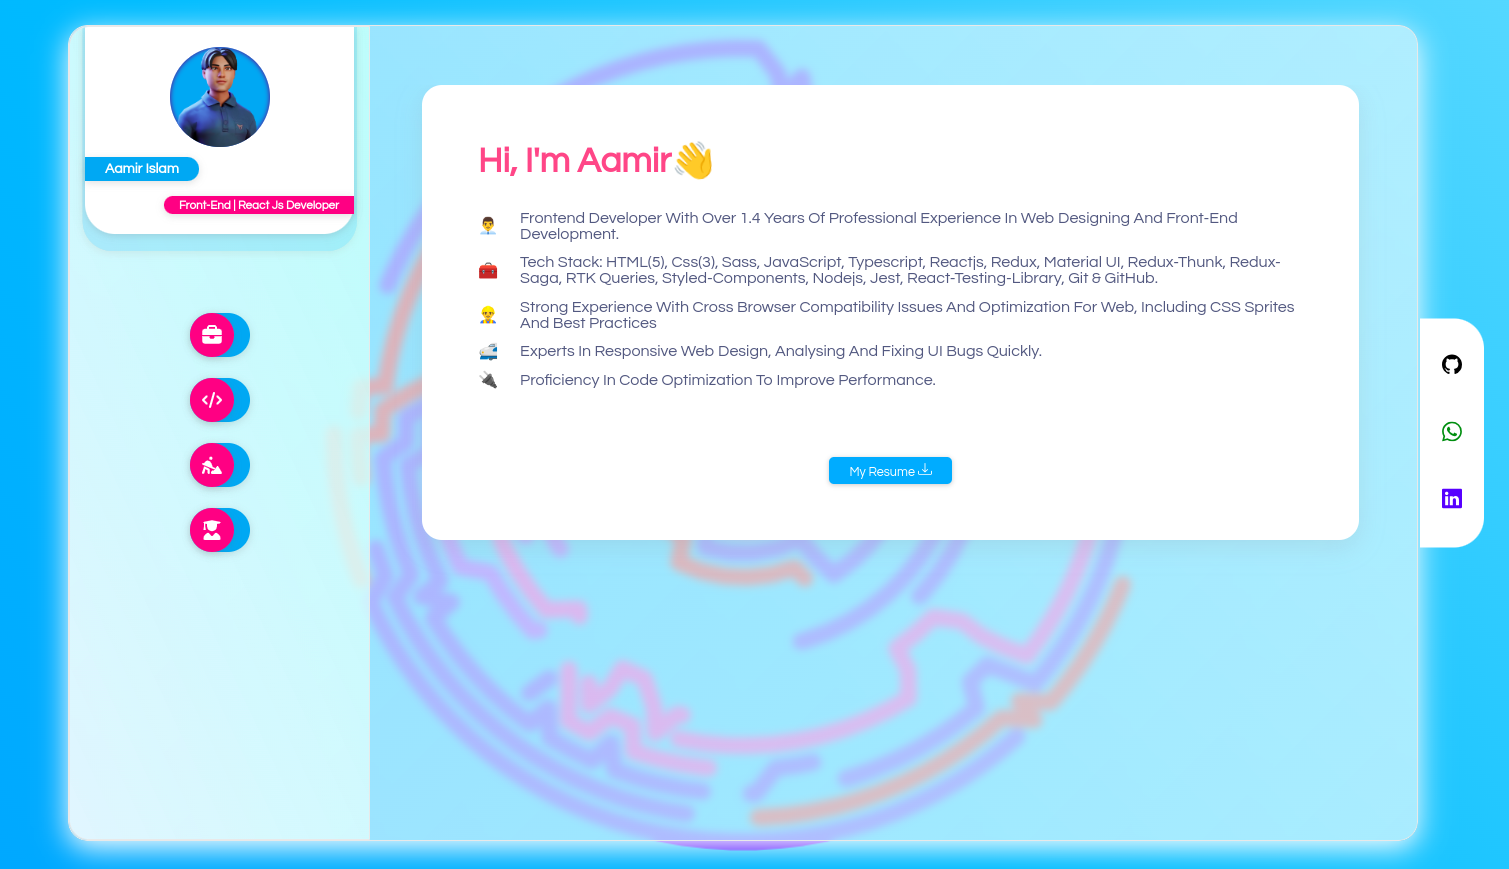 Aamir Islam
Front-End | React Js Developer
Hi, I'm Aamir👋
Frontend Developer With Over 1.4 Years Of Professional Experience In Web Designing And Front-End
Development.
Tech Stack: HTML(5), Css(3), Sass, JavaScript, Typescript, Reactjs, Redux, Material UI, Redux-Thunk, Redux-
Saga, RTK Queries, Styled-Components, Nodejs, Jest, React-Testing-Library, Git & GitHub.
Strong Experience With Cross Browser Compatibility Issues And Optimization For Web, Including CSS Sprites
And Best Practices
Experts In Responsive Web Design, Analysing And Fixing UI Bugs Quickly.
Proficiency In Code Optimization To Improve Performance.
My Resume